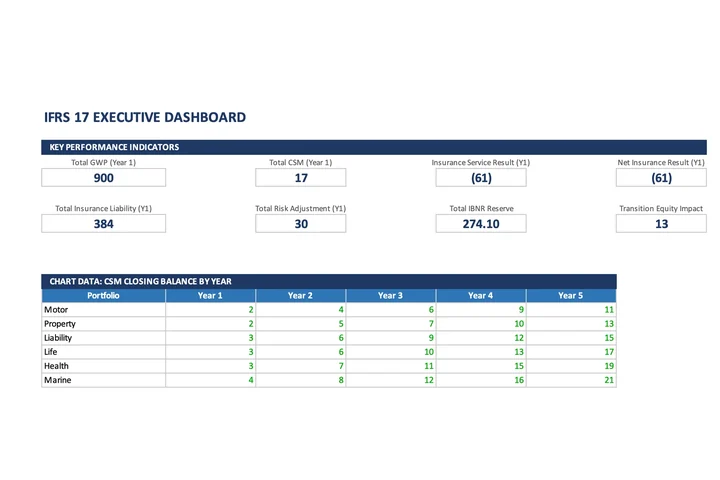 IFRS 17 EXECUTIVE DASHBOARD
KEY PERFORMANCE INDICATORS
Total GWP (Year 1) Total CSM (Year 1) Insurance Service Result (Y1) Net Insurance Result (Y1)
900 17 (61) (61)
Total Insurance Liability (Y1) Total Risk Adjustment (Y1) Total IBNR Reserve Transition Equity Impact
384 30 274.10 13
CHART DATA: CSM CLOSING BALANCE BY YEAR
Portfolio Year 1 Year 2 Year 3 Year 4 Year 5
Motor 2 4 6 9 11
Property 2 5 7 10 13
Liability 3 6 9 12 15
Life 3 6 10 13 17
Health 3 7 11 15 19
Marine 4 8 12 16 21